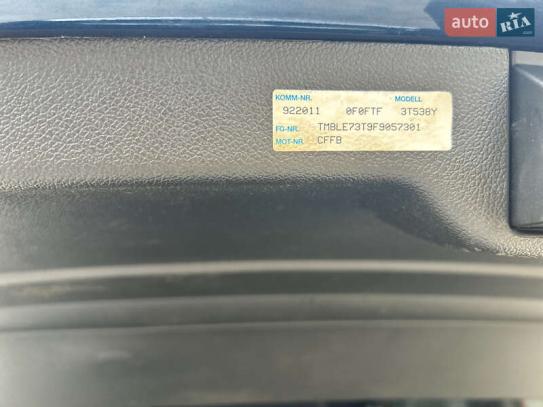 auto RIA
KOMM-NR. MODELL
922011 0F0FTF 3T538Y
FG-NR. TMBLE73T9F9057301
MOT-NR. CFFB